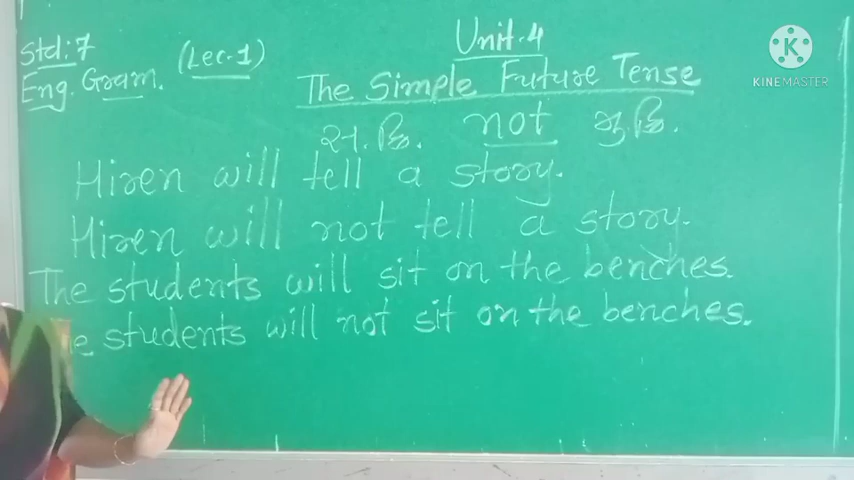 Std:7
Eng. Gram. (Lec-1)
Unit-4
The Simple Future Tense
સા.ક્રિ. not મુ.ક્રિ.
Hiren will tell a story.
Hiren will not tell a story.
The students will sit on the benches.
e students will not sit on the benches.
K
KINEMASTER